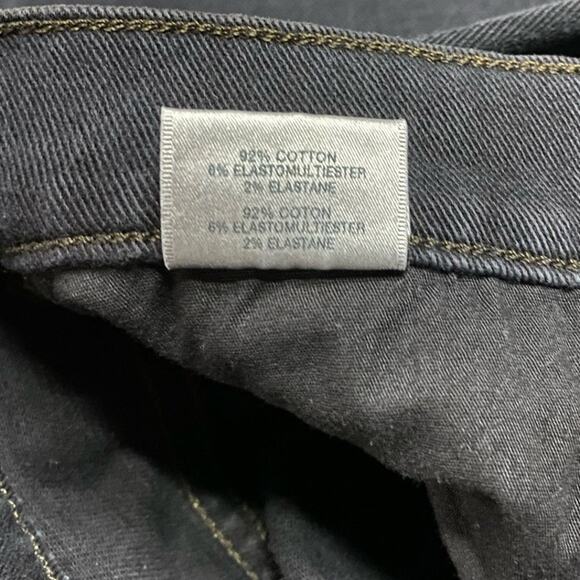 92% COTTON
6% ELASTOMULTIESTER
2% ELASTANE
92% COTON
6% ELASTOMULTIESTER
2% ELASTANE